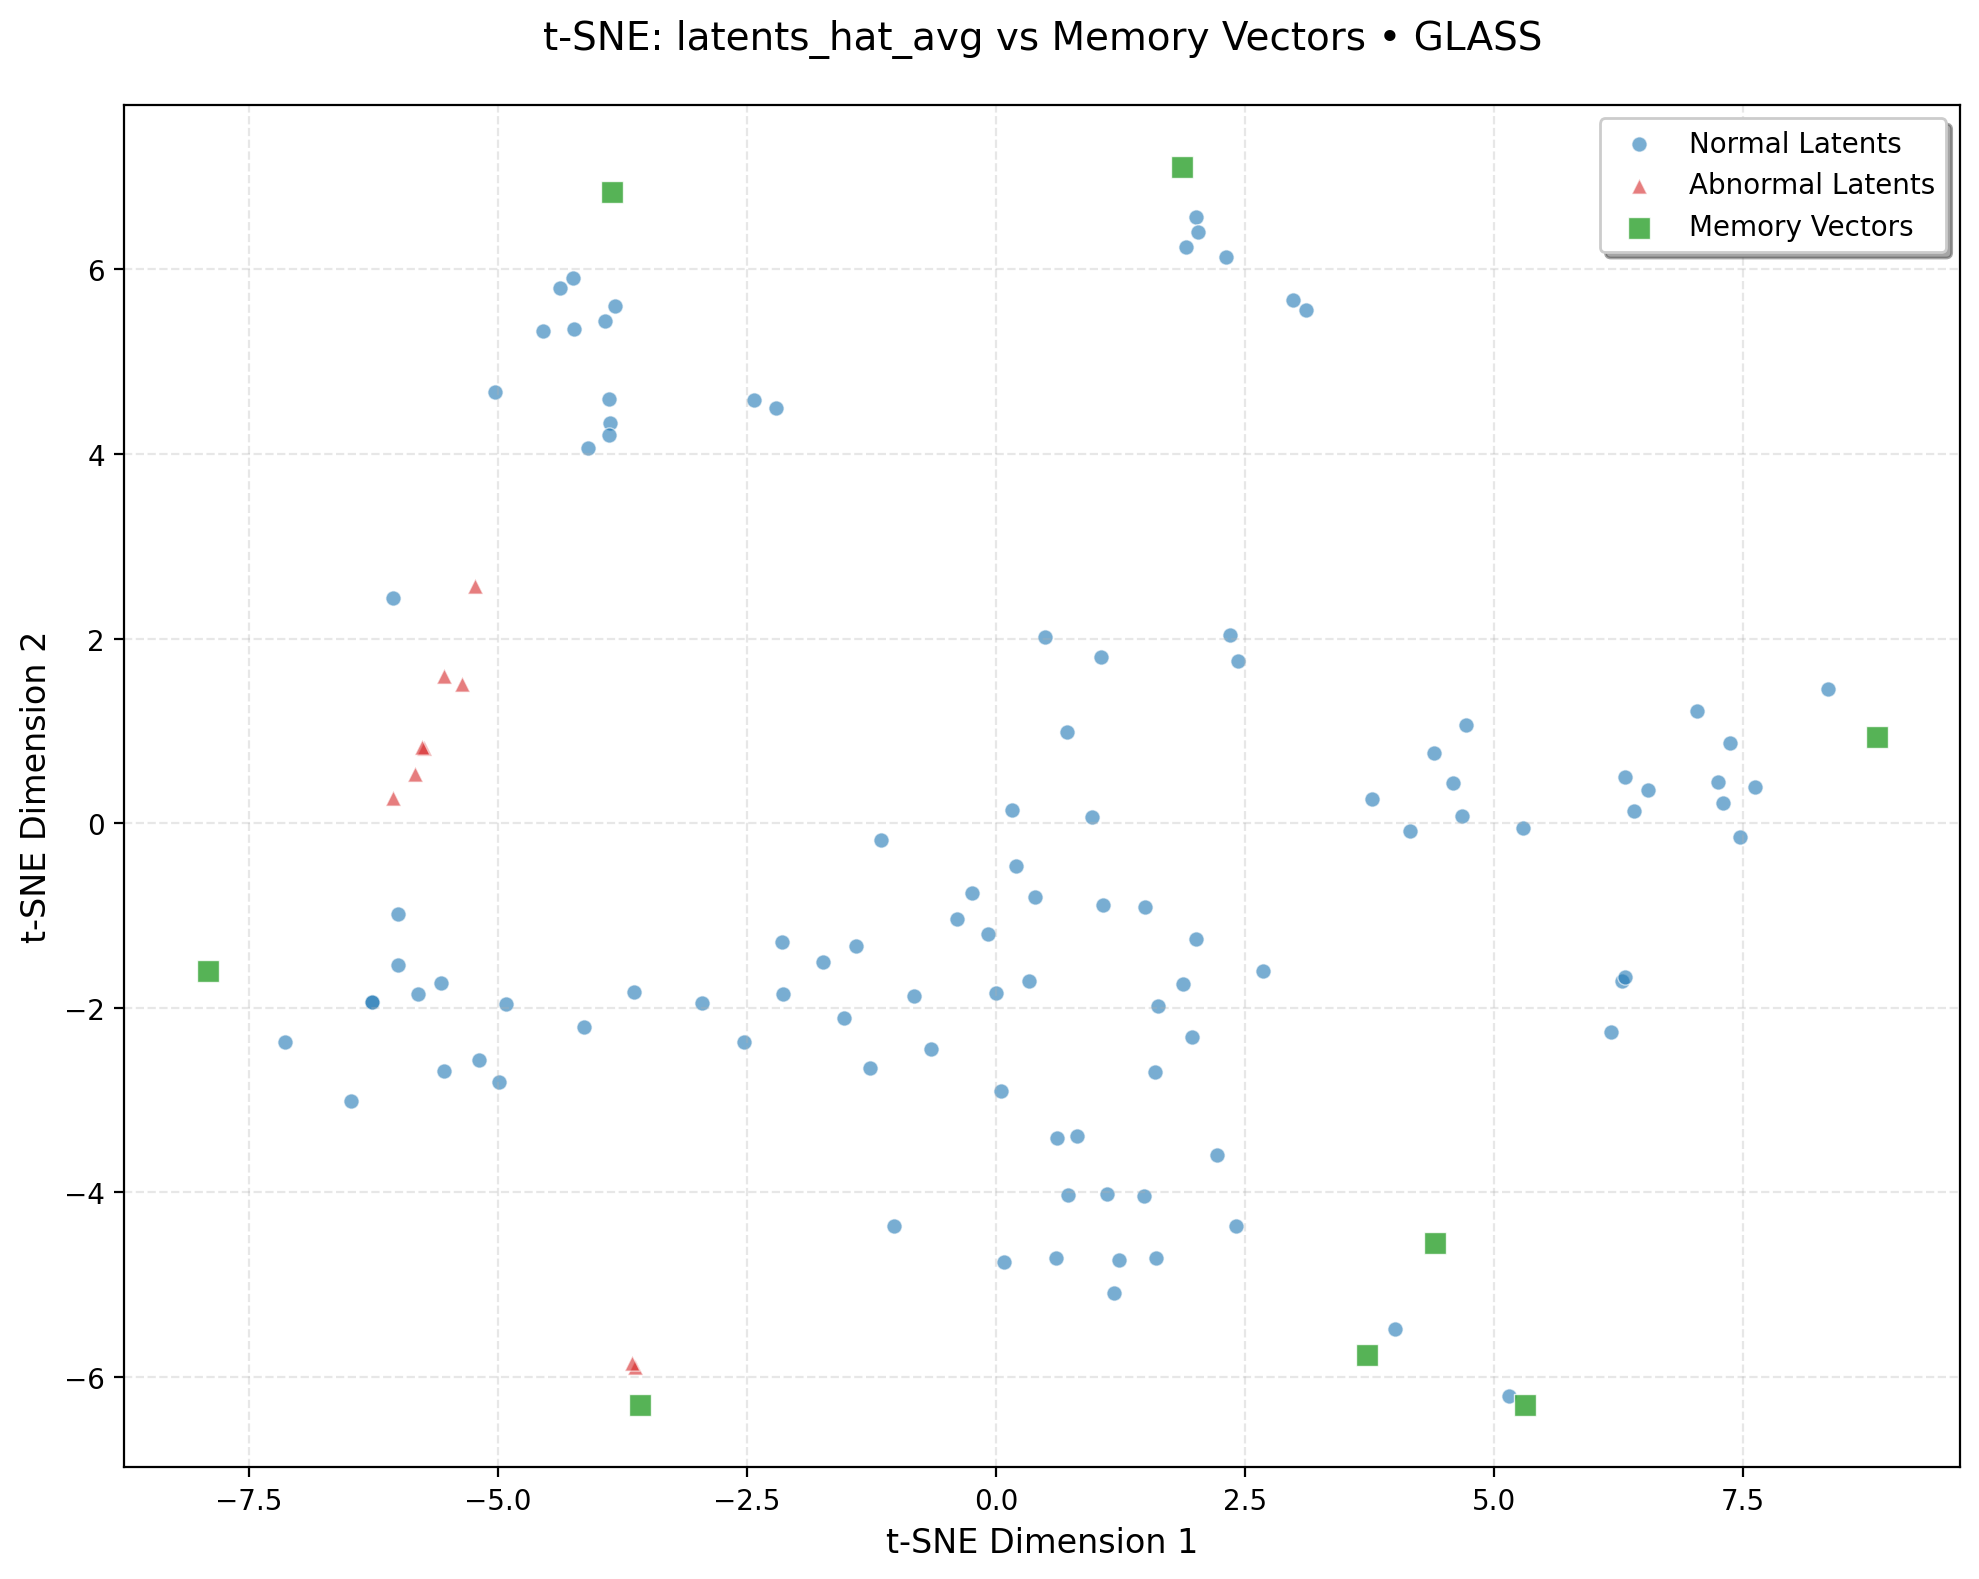 t-SNE: latents_hat_avg vs Memory Vectors • GLASS
Normal Latents
Abnormal Latents
Memory Vectors
6
4
2
0
−2
−4
−6
t-SNE Dimension 2
−7.5 −5.0 −2.5 0.0 2.5 5.0 7.5
t-SNE Dimension 1